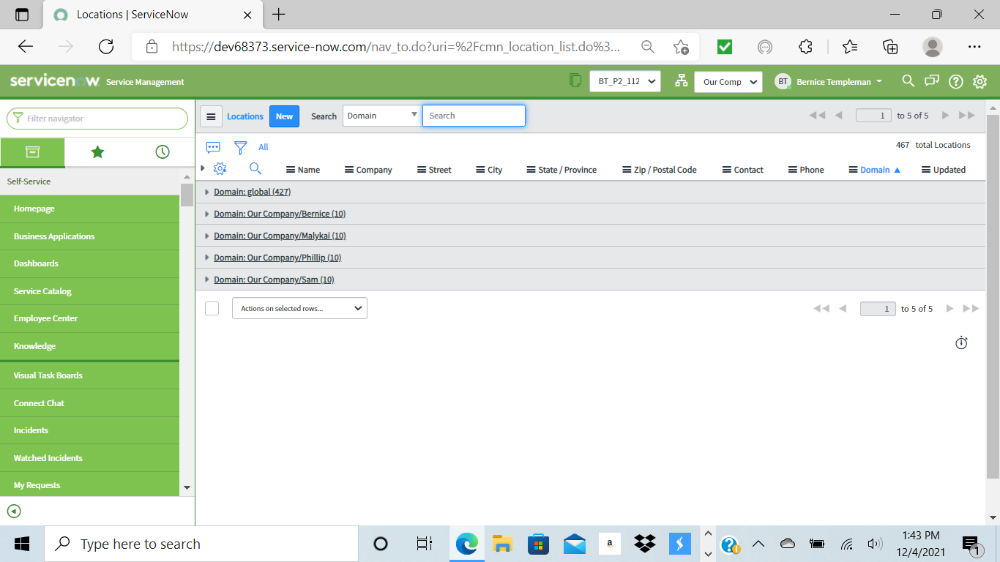 Locations | ServiceNow
https://dev68373.service-now.com/nav_to.do?uri=%2Fcmn_location_list.do%3...
servicenow Service Management
BT_P2_112
Our Comp
BT Bernice Templeman
Filter navigator
Self-Service
Homepage
Business Applications
Dashboards
Service Catalog
Employee Center
Knowledge
Visual Task Boards
Connect Chat
Incidents
Watched Incidents
My Requests
Locations New Search Domain Search 1 to 5 of 5
All 467 total Locations
Name Company Street City State / Province Zip / Postal Code Contact Phone Domain Updated
Domain: global (427)
Domain: Our Company/Bernice (10)
Domain: Our Company/Malykai (10)
Domain: Our Company/Phillip (10)
Domain: Our Company/Sam (10)
Actions on selected rows... 1 to 5 of 5
Type here to search
a
1:43 PM
12/4/2021
1